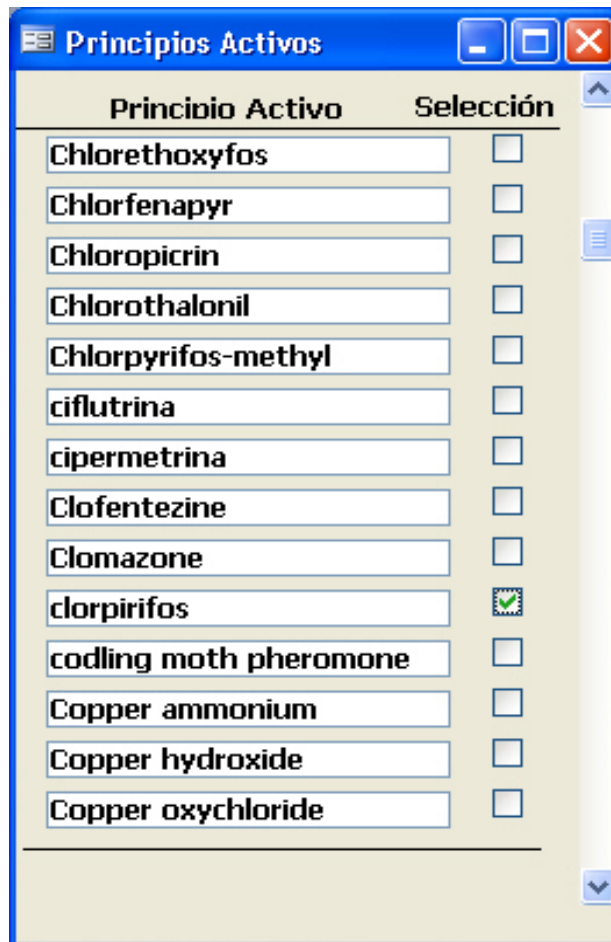 Principios Activos
Principio Activo Selección
Chlorethoxyfos
Chlorfenapyr
Chloropicrin
Chlorothalonil
Chlorpyrifos-methyl
ciflutrina
cipermetrina
Clofentezine
Clomazone
clorpirifos
codling moth pheromone
Copper ammonium
Copper hydroxide
Copper oxychloride